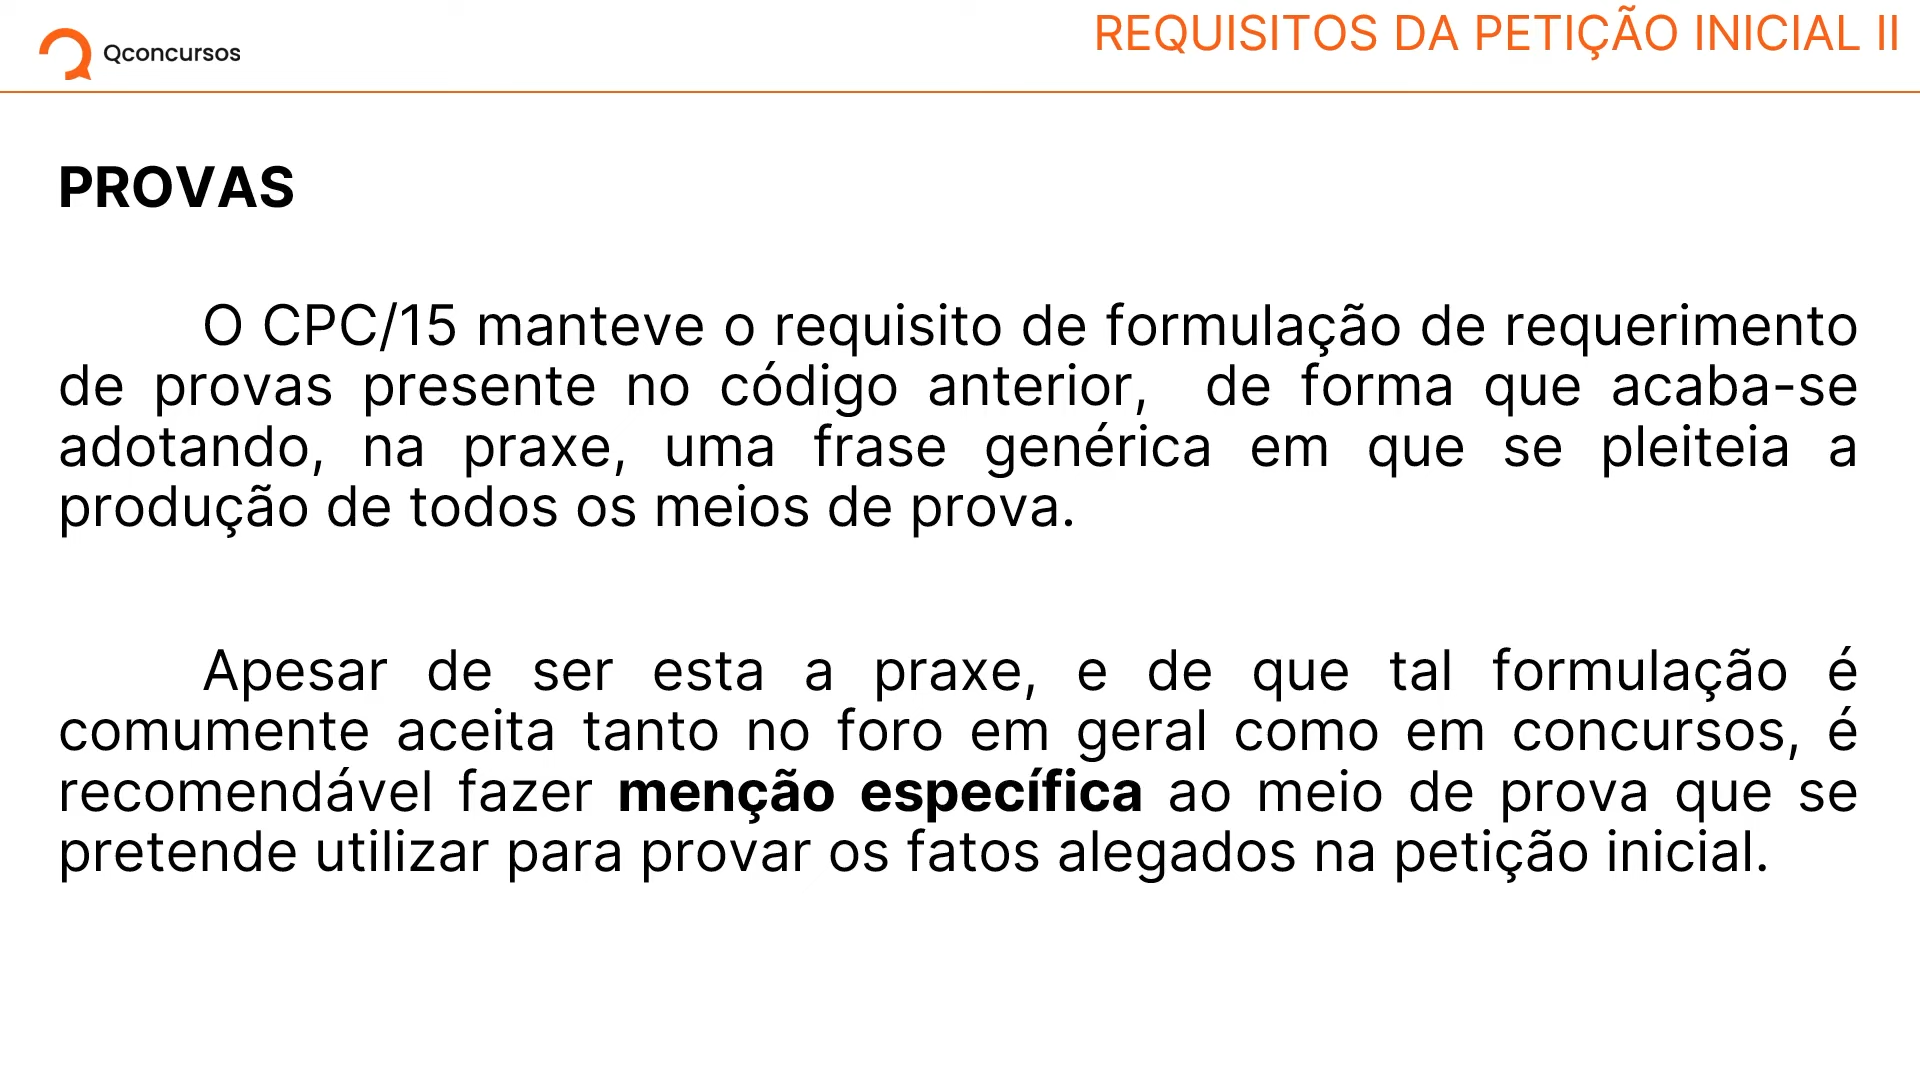 Qconcursos
REQUISITOS DA PETIÇÃO INICIAL II
PROVAS
O CPC/15 manteve o requisito de formulação de requerimento
de provas presente no código anterior, de forma que acaba-se
adotando, na praxe, uma frase genérica em que se pleiteia a
produção de todos os meios de prova.
Apesar de ser esta a praxe, e de que tal formulação é
comumente aceita tanto no foro em geral como em concursos, é
recomendável fazer menção específica ao meio de prova que se
pretende utilizar para provar os fatos alegados na petição inicial.